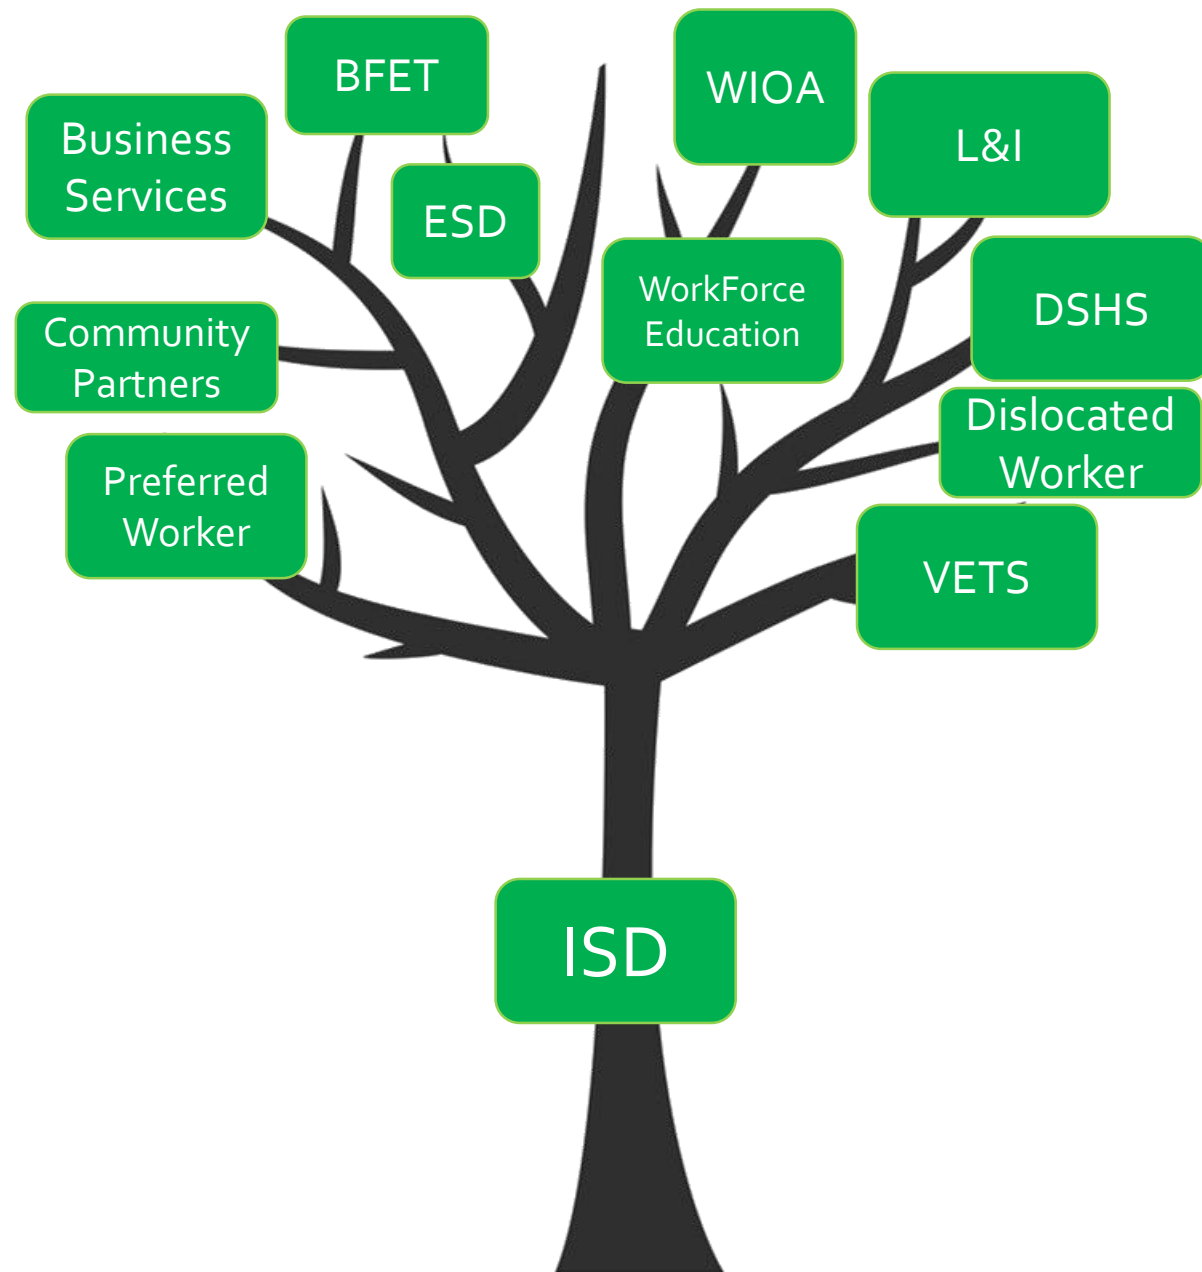 BFET
WIOA
Business
Services
L&I
ESD
WorkForce
Education
DSHS
Community
Partners
Dislocated
Worker
Preferred
Worker
VETS
ISD